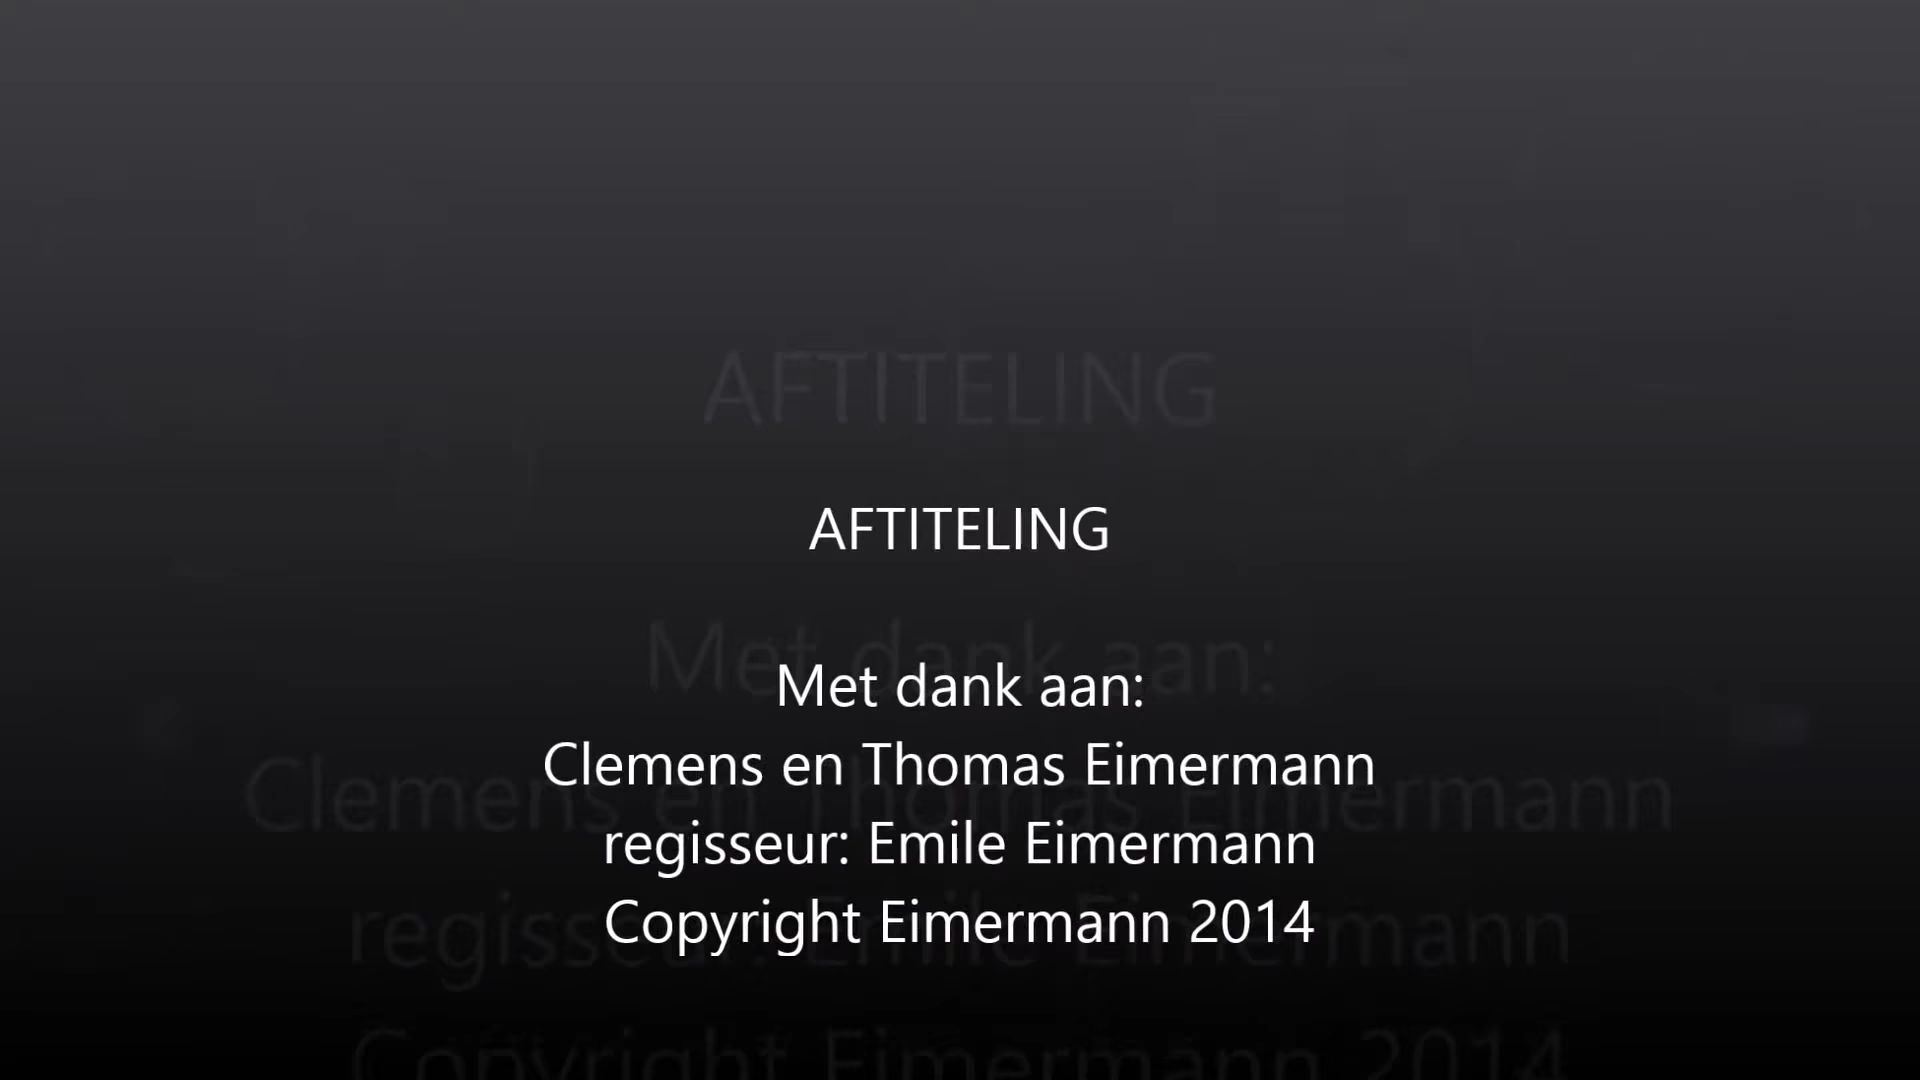 AFTITELING
Met dank aan:
Clemens en Thomas Eimermann
regisseur: Emile Eimermann
Copyright Eimermann 2014